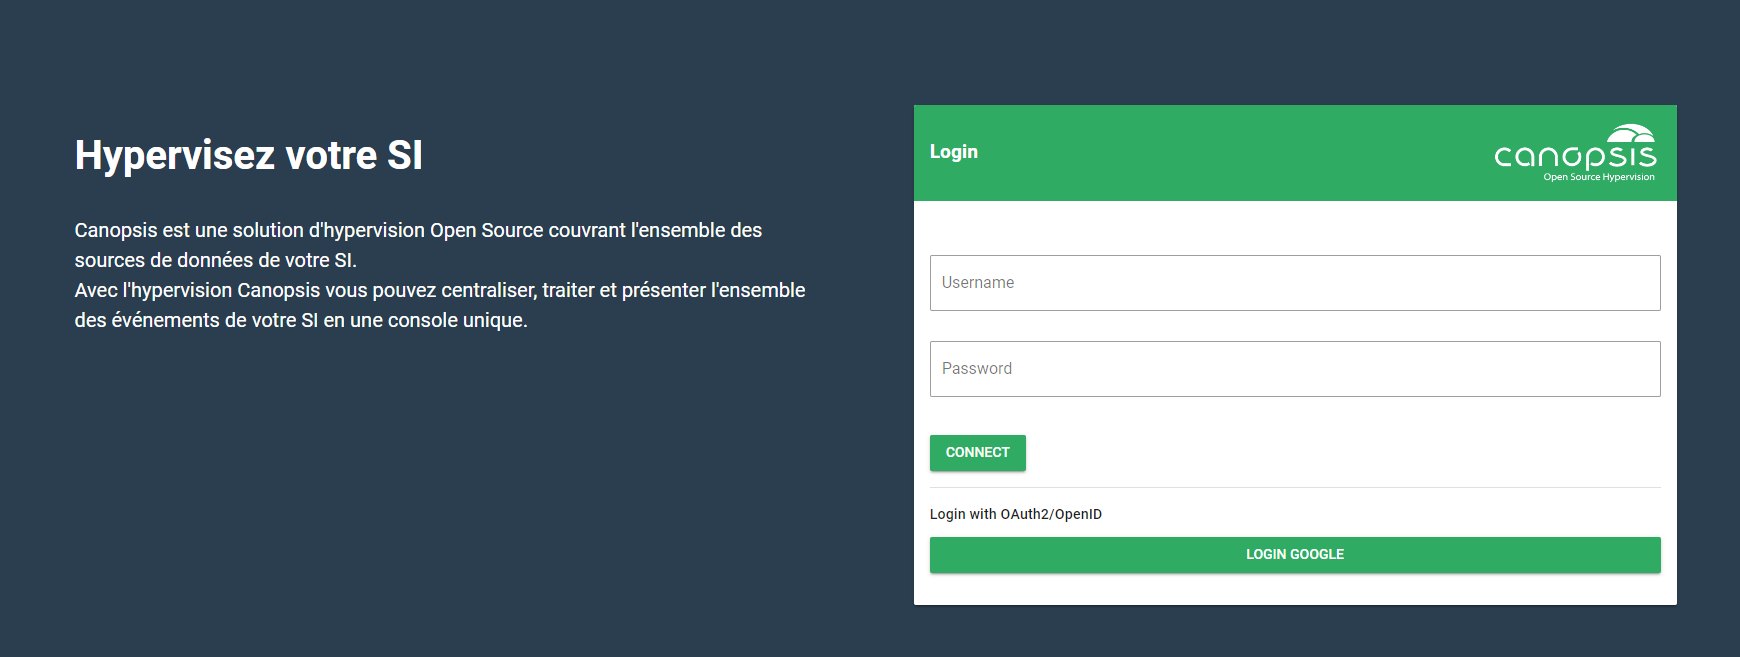 Hypervisez votre SI
Canopsis est une solution d'hypervision Open Source couvrant l'ensemble des
sources de données de votre SI.
Avec l'hypervision Canopsis vous pouvez centraliser, traiter et présenter l'ensemble
des événements de votre SI en une console unique.
Login
canopsis
Open Source Hypervision
Username
Password
CONNECT
Login with OAuth2/OpenID
LOGIN GOOGLE